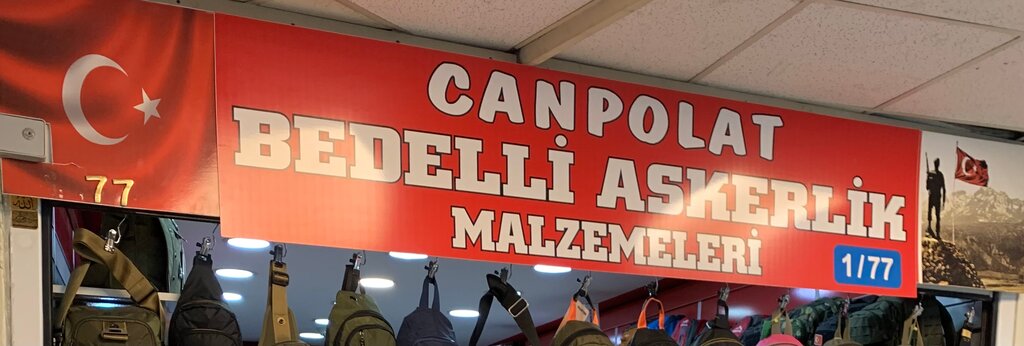 CANPOLAT
BEDELLİ ASKERLİK
MALZEMELERİ
77
1/77